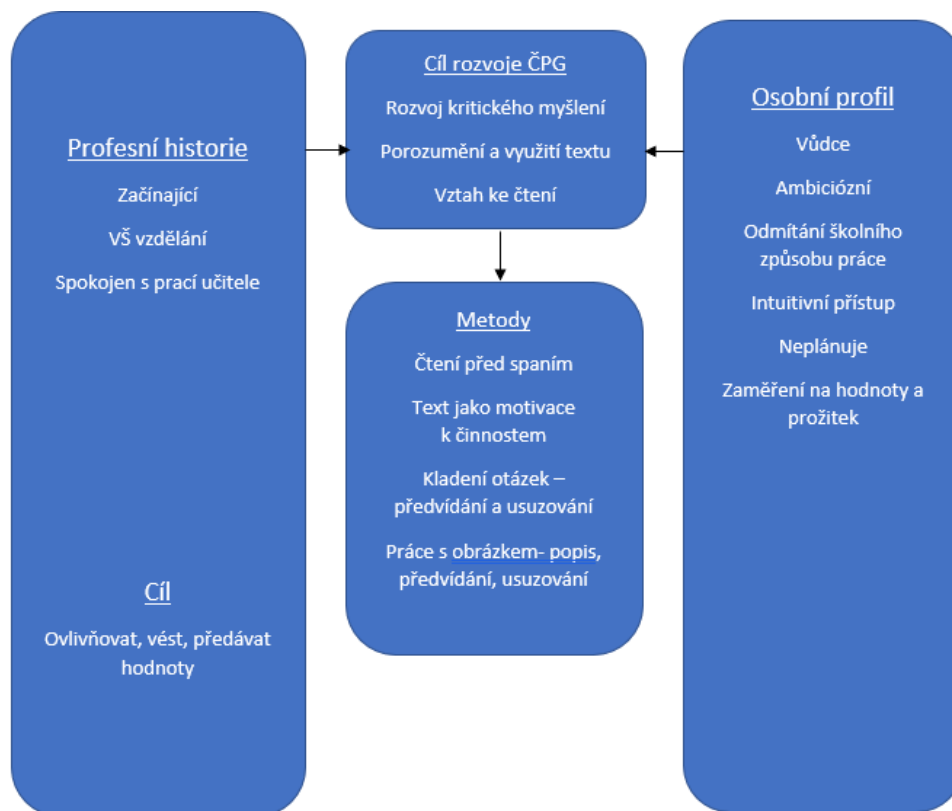 Profesní historie
Začínající
VŠ vzdělání
Spokojen s prací učitele
Cíl
Ovlivňovat, vést, předávat
hodnoty
Cíl rozvoje ČPG
Rozvoj kritického myšlení
Porozumění a využití textu
Vztah ke čtení
Metody
Čtení před spaním
Text jako motivace
k činnostem
Kladení otázek –
předvídání a usuzování
Práce s obrázkem- popis,
předvídání, usuzování
Osobní profil
Vůdce
Ambiciózní
Odmítání školního
způsobu práce
Intuitivní přístup
Neplánuje
Zaměření na hodnoty a
prožitek